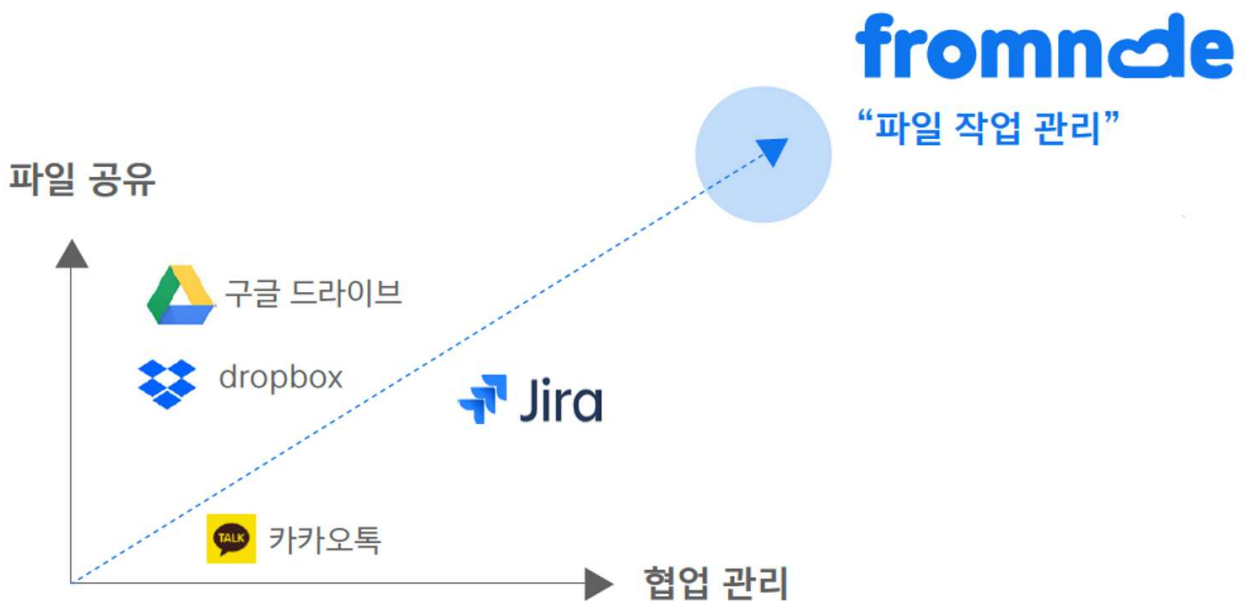 fromnode
“파일 작업 관리”
파일 공유
구글 드라이브
dropbox
Jira
TALK
카카오톡
협업 관리